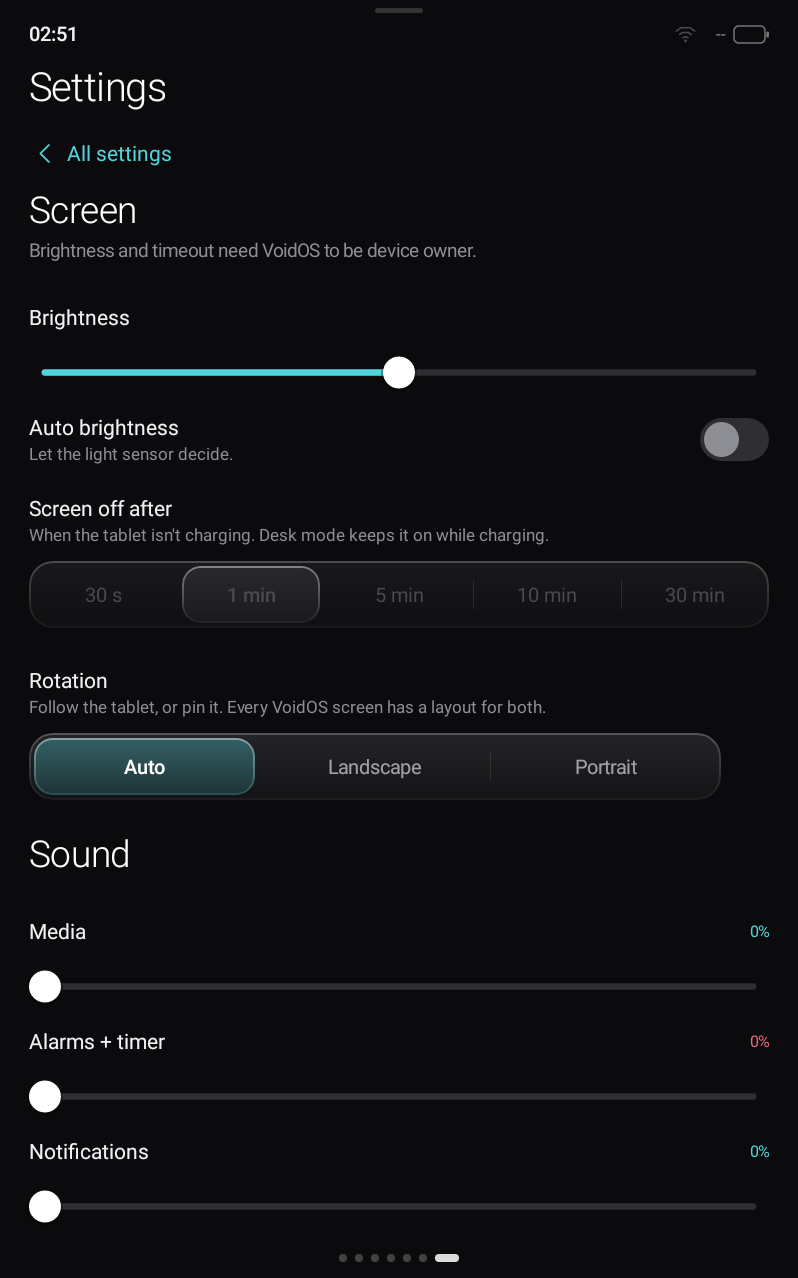 02:51
--
Settings
All settings
Screen
Brightness and timeout need VoidOS to be device owner.
Brightness
Auto brightness
Let the light sensor decide.
Screen off after
When the tablet isn't charging. Desk mode keeps it on while charging.
30 s 1 min 5 min 10 min 30 min
Rotation
Follow the tablet, or pin it. Every VoidOS screen has a layout for both.
Auto Landscape Portrait
Sound
Media 0%
Alarms + timer 0%
Notifications 0%